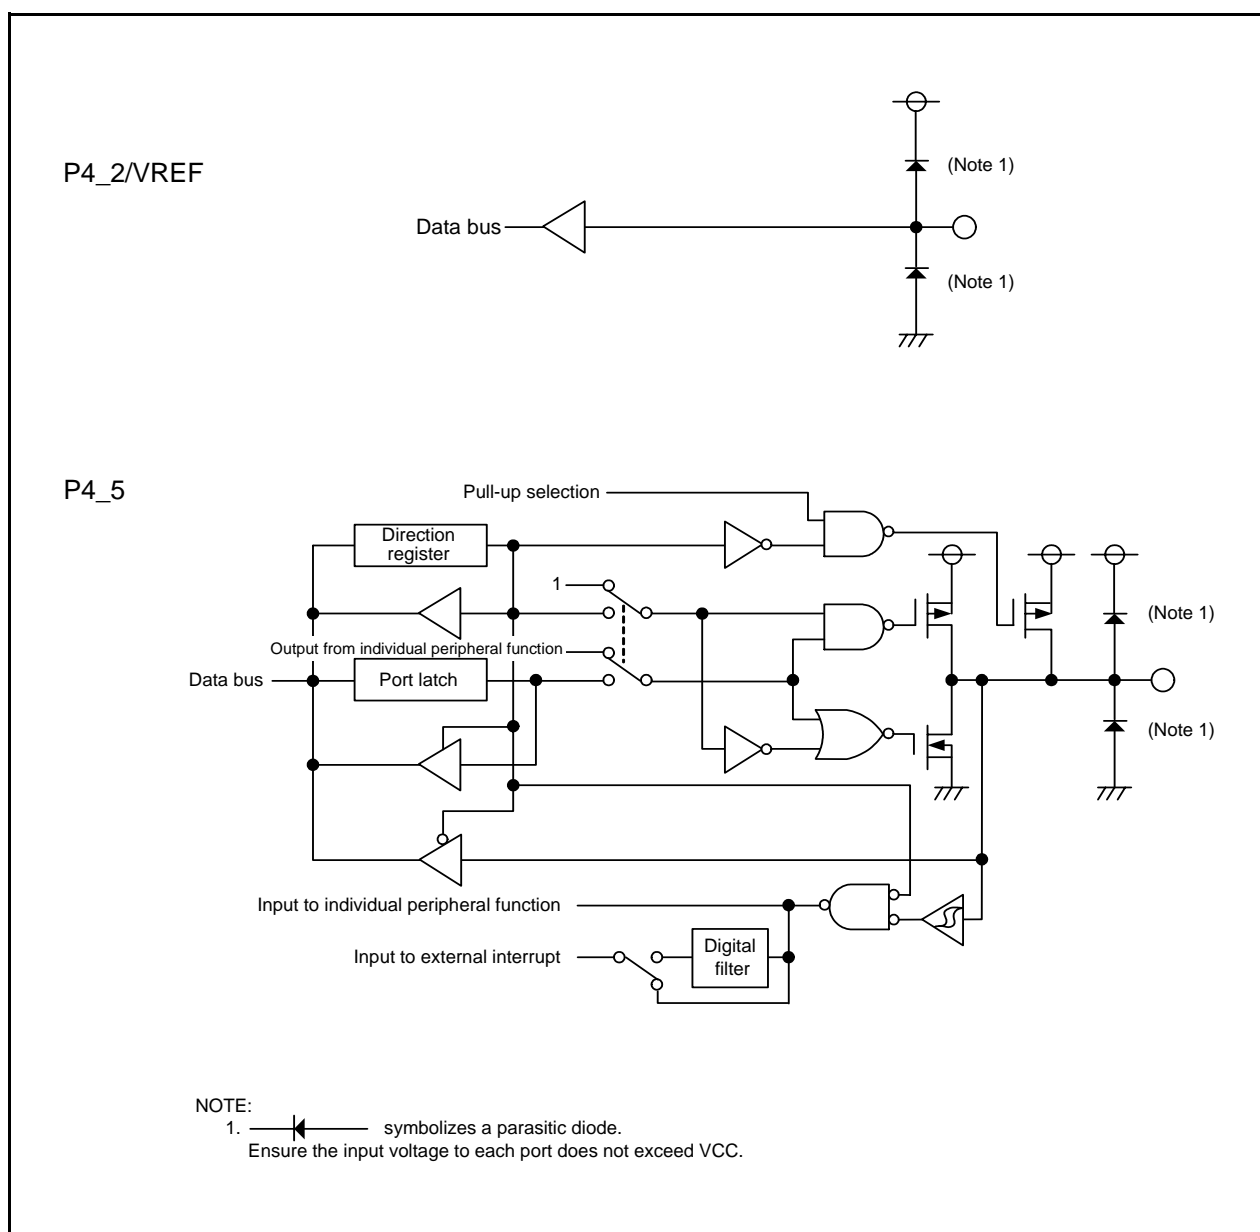 P4_2/VREF
(Note 1)
Data bus
(Note 1)
P4_5
Pull-up selection
Direction
register
1
(Note 1)
Output from individual peripheral function
Data bus
Port latch
(Note 1)
Input to individual peripheral function
Input to external interrupt
Digital
filter
NOTE:
1. symbolizes a parasitic diode.
Ensure the input voltage to each port does not exceed VCC.